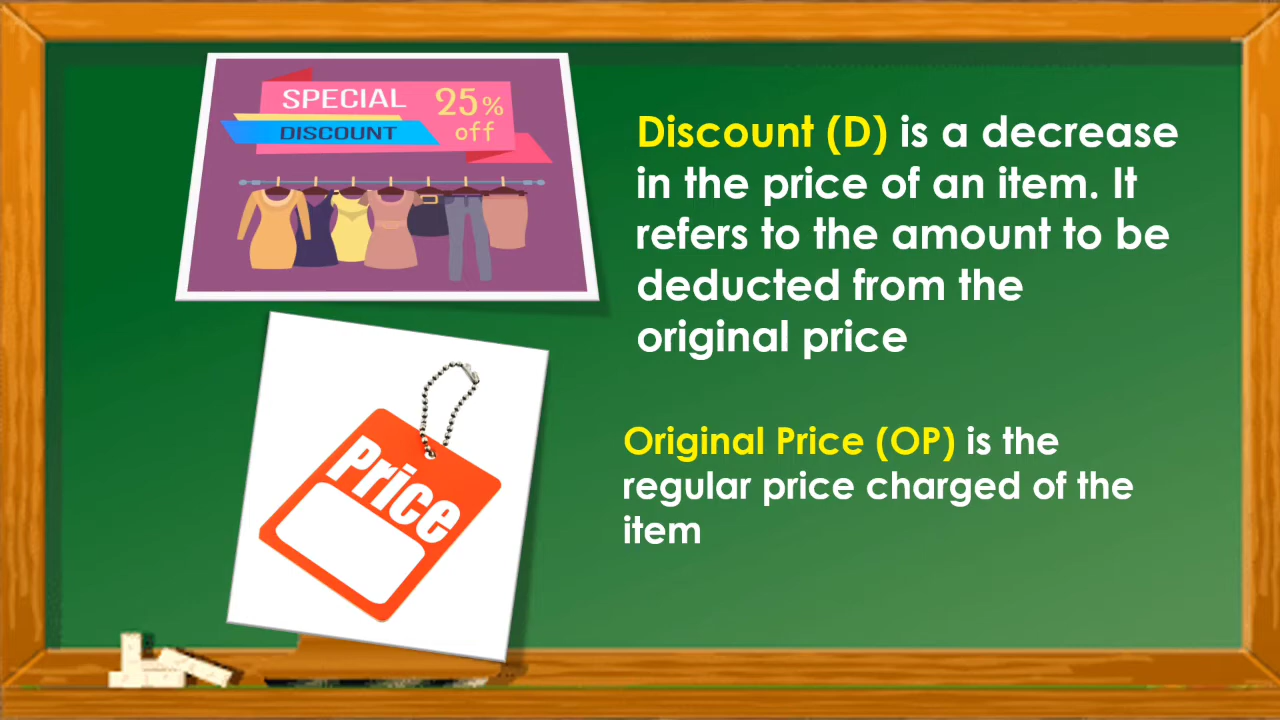 SPECIAL 25%
DISCOUNT off
Discount (D) is a decrease
in the price of an item. It
refers to the amount to be
deducted from the
original price
Price
Original Price (OP) is the
regular price charged of the
item